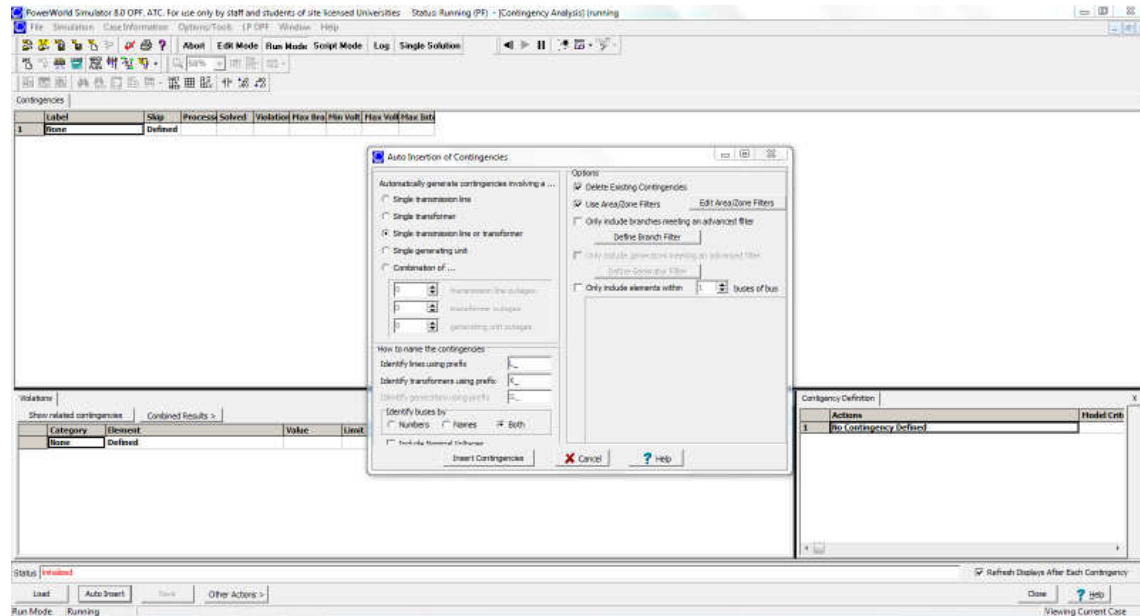 PowerWorld Simulator 8.0 OPF, ATC. For use only by staff and students of site licensed Universities Status: Running (PF) - [Contingency Analysis] (running
File Simulation Case Information Options/Tools LP OPF Window Help
Abort Edit Mode Run Mode Script Mode Log Single Solution
Contingencies
Label Skip Processe Solved Violation Max Bra Min Volt Max Volt Max Inte
1 None Defined
Auto Insertion of Contingencies
Automatically generate contingencies involving a ...
Single transmission line
Single transformer
Single transmission line or transformer
Single generating unit
Combination of ...
0 transmission line outages
0 transformer outages
0 generating unit outages
How to name the contingencies
Identify lines using prefix L_
Identify transformers using prefix X_
Identify generators using prefix G_
Identify buses by
Numbers Names Both
Include Nominal Voltages
Options
Delete Existing Contingencies
Use Area/Zone Filters Edit Area/Zone Filters
Only include branches meeting an advanced filter
Define Branch Filter
Only include generators meeting an advanced filter
Define Generator Filter
Only include elements within 1 buses of bus
Insert Contingencies Cancel Help
Violations
Show related contingencies Combined Results >
Category Element Value Limit
None Defined
Contigency Definition X
Actions Model Crit
1 No Contingency Defined
Status Initialized Refresh Displays After Each Contingency
Load Auto Insert Save Other Actions > Close Help
Run Mode Running Viewing Current Case